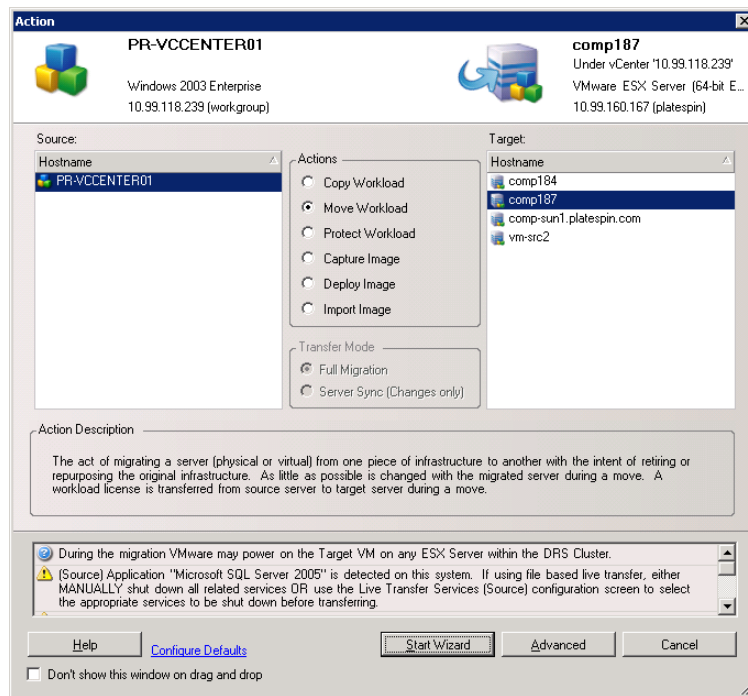 Action
PR-VCCENTER01
Windows 2003 Enterprise
10.99.118.239 (workgroup)
comp187
Under vCenter '10.99.118.239'
VMware ESX Server (64-bit E...
10.99.160.167 (platespin)
Source:
Hostname
PR-VCCENTER01
Actions
Copy Workload
Move Workload
Protect Workload
Capture Image
Deploy Image
Import Image
Transfer Mode
Full Migration
Server Sync (Changes only)
Target:
Hostname
comp184
comp187
comp-sun1.platespin.com
vm-src2
Action Description
The act of migrating a server (physical or virtual) from one piece of infrastructure to another with the intent of retiring or
repurposing the original infrastructure. As little as possible is changed with the migrated server during a move. A
workload license is transferred from source server to target server during a move.
During the migration VMware may power on the Target VM on any ESX Server within the DRS Cluster.
(Source) Application "Microsoft SQL Server 2005" is detected on this system. If using file based live transfer, either
MANUALLY shut down all related services OR use the Live Transfer Services (Source) configuration screen to select
the appropriate services to be shut down before transferring.
Help
Configure Defaults
Start Wizard
Advanced
Cancel
Don't show this window on drag and drop